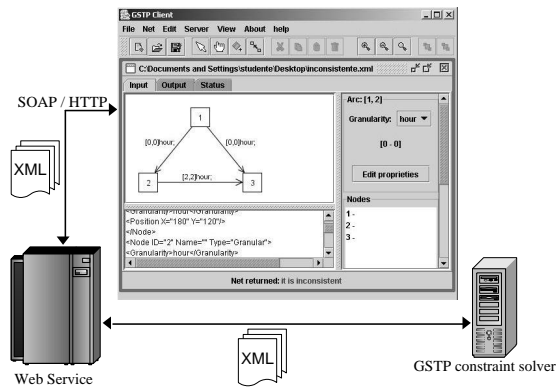 GSTP Client
File Net Edit Server View About help
C:\Documents and Settings\studente\Desktop\inconsistente.xml
Input Output Status
Arc: [1, 2]
Granularity: hour
[0 - 0]
Edit proprieties
Nodes
1 -
2 -
3 -
1
[0,0]hour;
[0,0]hour;
2
[2,2]hour;
3
<Granularity>hour</Granularity>
<Position X="180" Y="120"/>
</Node>
<Node ID="2" Name="" Type="Granular">
<Granularity>hour</Granularity>
Net returned: it is inconsistent
SOAP / HTTP
XML
Web Service
XML
GSTP constraint solver